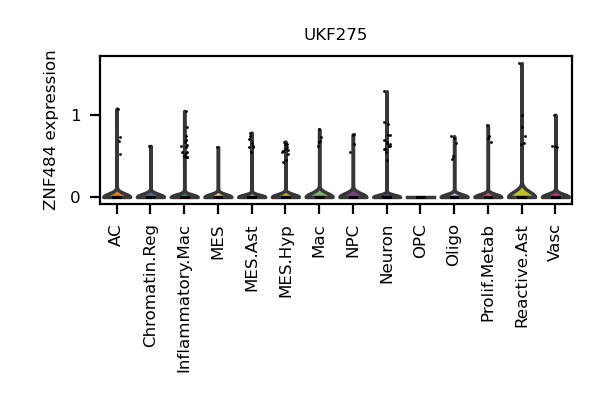 UKF275
ZNF484 expression
1
0
AC
Chromatin.Reg
Inflammatory.Mac
MES
MES.Ast
MES.Hyp
Mac
NPC
Neuron
OPC
Oligo
Prolif.Metab
Reactive.Ast
Vasc